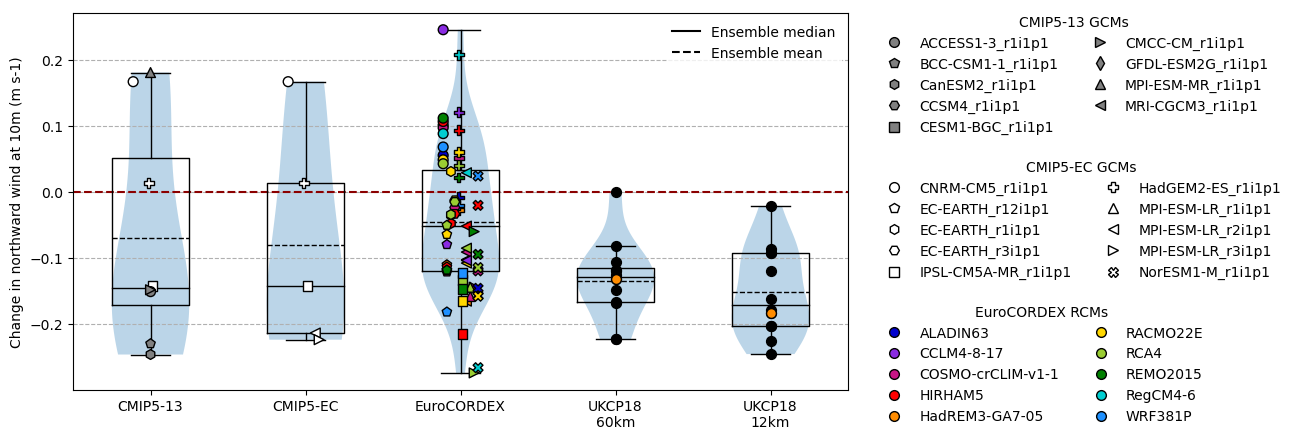 Change in northward wind at 10m (m s-1)
0.2
0.1
0.0
−0.1
−0.2
Ensemble median
Ensemble mean
CMIP5-13
CMIP5-EC
EuroCORDEX
UKCP18
60km
UKCP18
12km
CMIP5-13 GCMs
ACCESS1-3_r1i1p1
BCC-CSM1-1_r1i1p1
CanESM2_r1i1p1
CCSM4_r1i1p1
CESM1-BGC_r1i1p1
CMCC-CM_r1i1p1
GFDL-ESM2G_r1i1p1
MPI-ESM-MR_r1i1p1
MRI-CGCM3_r1i1p1
CMIP5-EC GCMs
CNRM-CM5_r1i1p1
EC-EARTH_r12i1p1
EC-EARTH_r1i1p1
EC-EARTH_r3i1p1
IPSL-CM5A-MR_r1i1p1
HadGEM2-ES_r1i1p1
MPI-ESM-LR_r1i1p1
MPI-ESM-LR_r2i1p1
MPI-ESM-LR_r3i1p1
NorESM1-M_r1i1p1
EuroCORDEX RCMs
ALADIN63
CCLM4-8-17
COSMO-crCLIM-v1-1
HIRHAM5
HadREM3-GA7-05
RACMO22E
RCA4
REMO2015
RegCM4-6
WRF381P